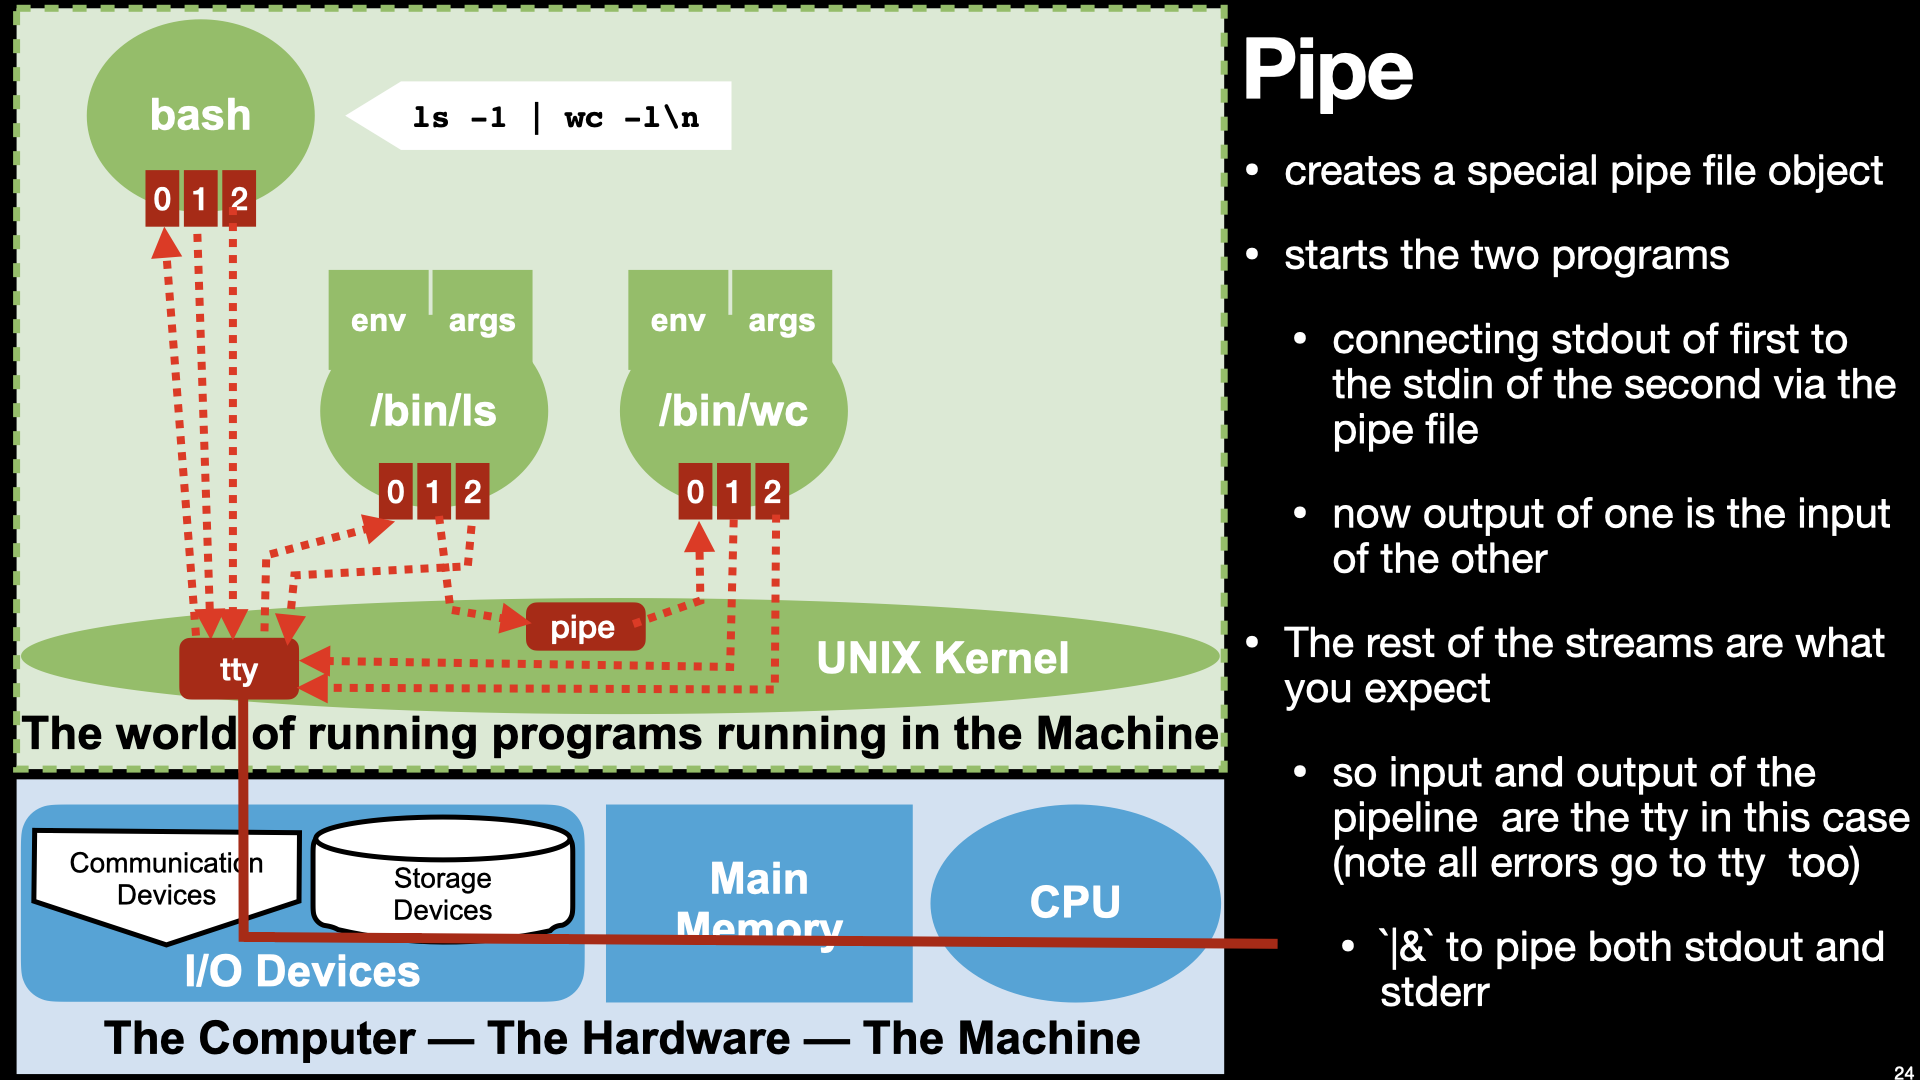 bash
ls -1 | wc -l\n
0 1 2
env args
/bin/ls
0 1 2
env args
/bin/wc
0 1 2
pipe
tty
UNIX Kernel
The world of running programs running in the Machine
Communication
Devices
Storage
Devices
I/O Devices
Main
Memory
CPU
The Computer — The Hardware — The Machine
Pipe
• creates a special pipe file object
• starts the two programs
• connecting stdout of first to
the stdin of the second via the
pipe file
• now output of one is the input
of the other
• The rest of the streams are what
you expect
• so input and output of the
pipeline  are the tty in this case
(note all errors go to tty  too)
• `|&` to pipe both stdout and
stderr
24